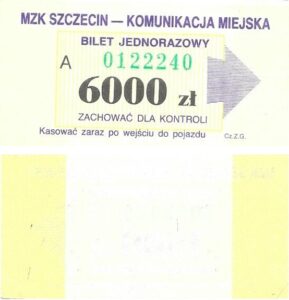 MZK SZCZECIN — KOMUNIKACJA MIEJSKA
BILET JEDNORAZOWY
A 0122240
6000 zł
ZACHOWAĆ DLA KONTROLI
Kasować zaraz po wejściu do pojazdu
Cz.Z.G.